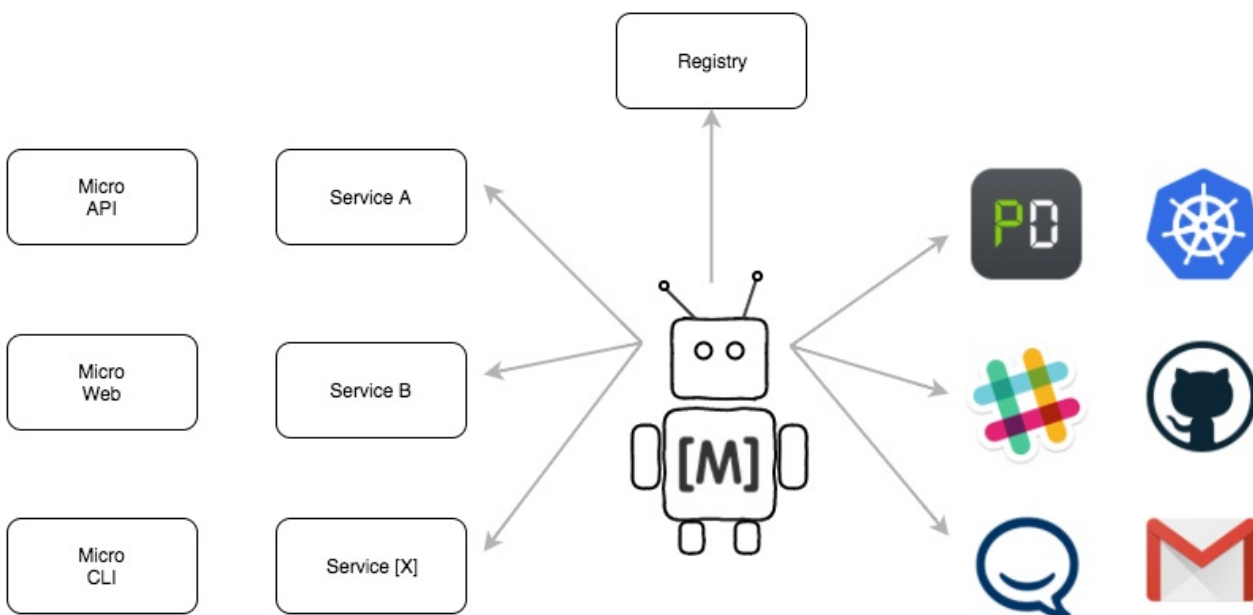 Registry
Micro
API
Service A
PD
Micro
Web
Service B
[M]
Micro
CLI
Service [X]